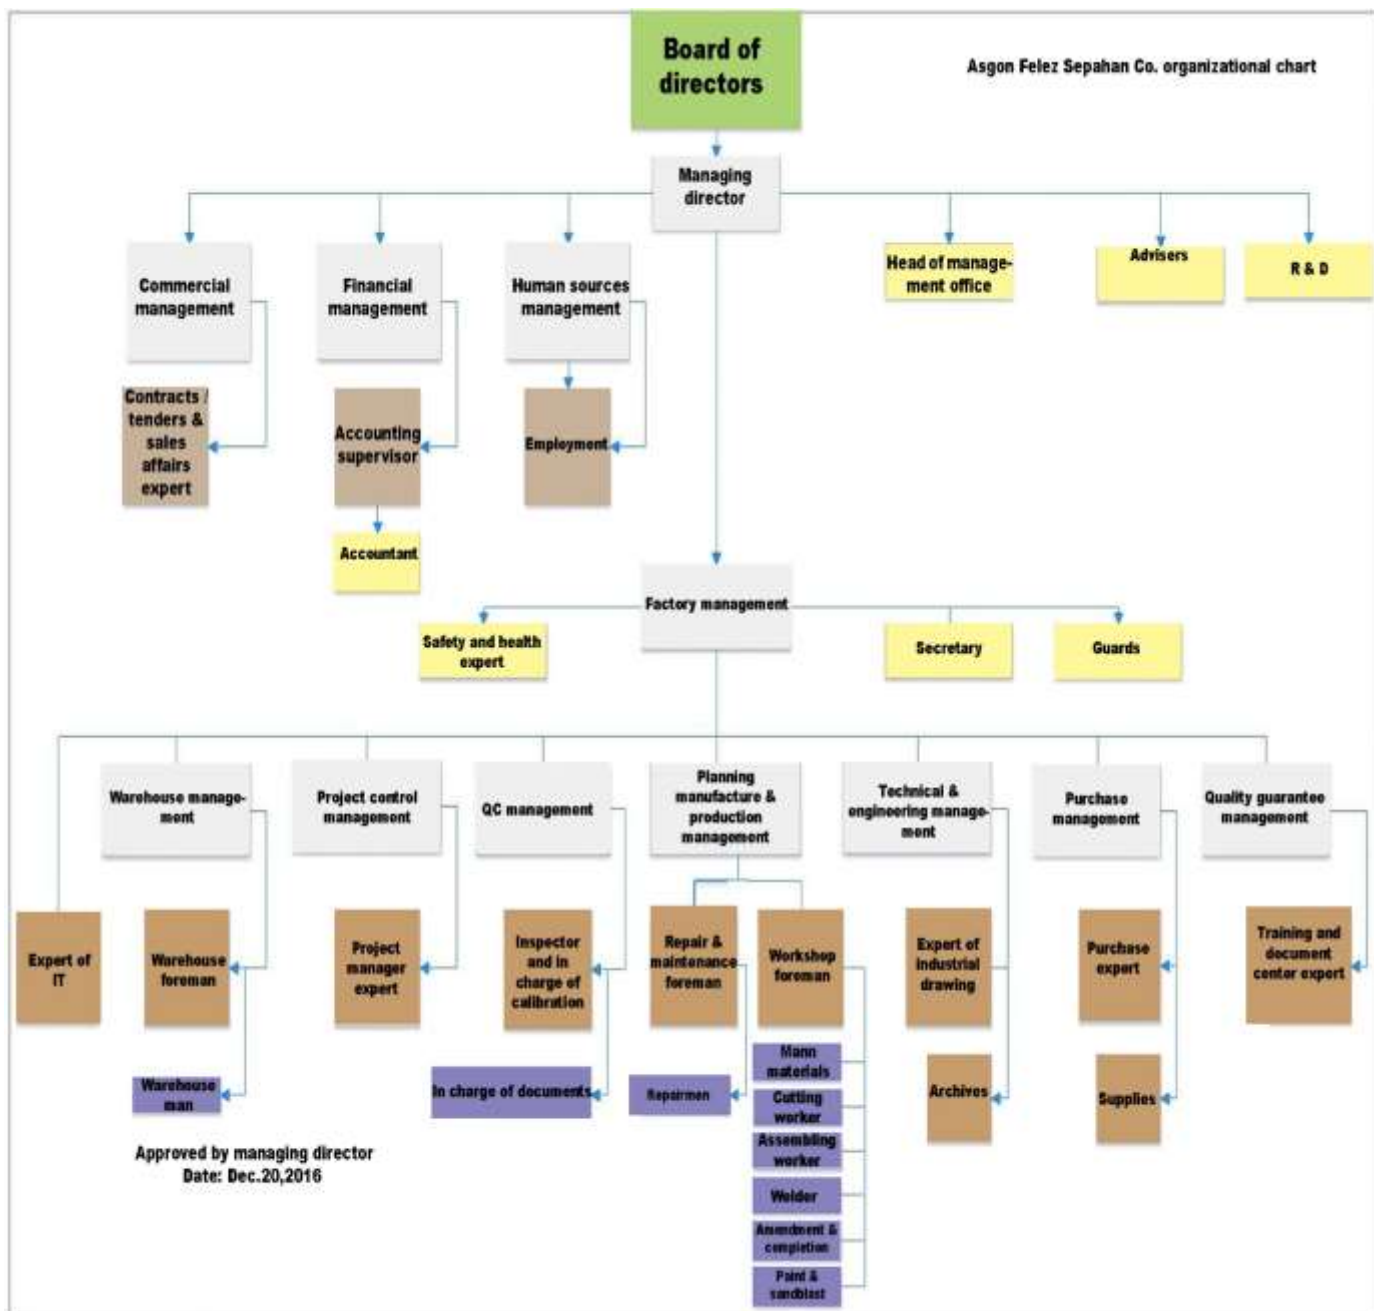 Board of
directors
Asgon Felez Sepahan Co. organizational chart
Managing
director
Commercial
management
Financial
management
Human sources
management
Head of manage-
ment office
Advisers
R & D
Contracts /
tenders &
sales
affairs
expert
Accounting
supervisor
Employment
Accountant
Factory management
Safety and health
expert
Secretary
Guards
Warehouse manage-
ment
Project control
management
QC management
Planning
manufacture &
production
management
Technical &
engineering manage-
ment
Purchase
management
Quality guarantee
management
Expert of
IT
Warehouse
foreman
Project
manager
expert
Inspector
and in
charge of
calibration
Repair &
maintenance
foreman
Workshop
foreman
Expert of
industrial
drawing
Purchase
expert
Training and
document
center expert
Warehouse
man
In charge of documents
Repairmen
Mann
materials
Cutting
worker
Assembling
worker
Welder
Amendment &
completion
Paint &
sandblast
Archives
Supplies
Approved by managing director
Date: Dec.20,2016